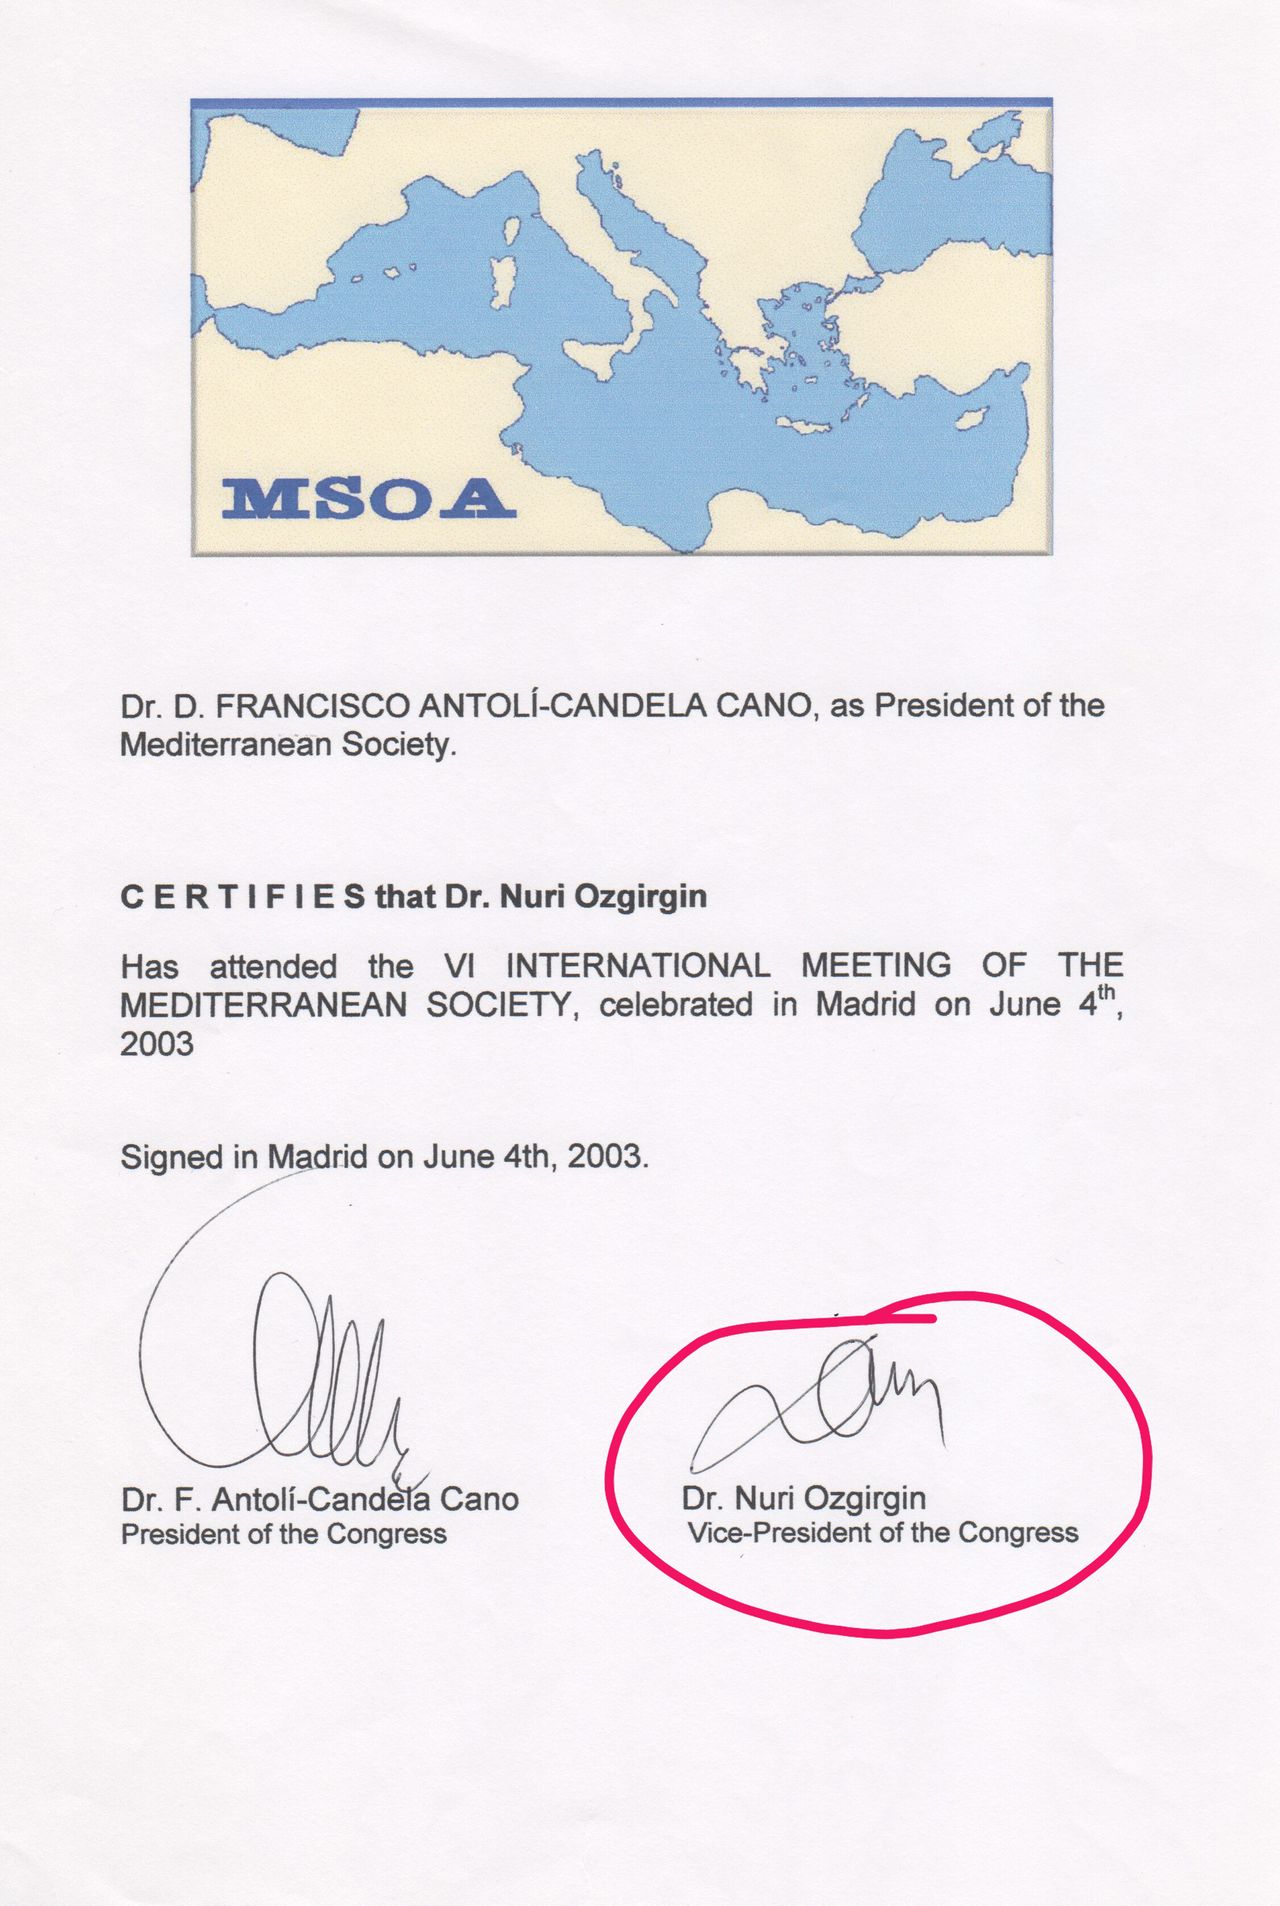 MSOA
Dr. D. FRANCISCO ANTOLÍ-CANDELA CANO, as President of the
Mediterranean Society.
C E R T I F I E S that Dr. Nuri Ozgirgin
Has attended the VI INTERNATIONAL MEETING OF THE
MEDITERRANEAN SOCIETY, celebrated in Madrid on June 4th,
2003
Signed in Madrid on June 4th, 2003.
Dr. F. Antolí-Candela Cano
President of the Congress
Dr. Nuri Ozgirgin
Vice-President of the Congress